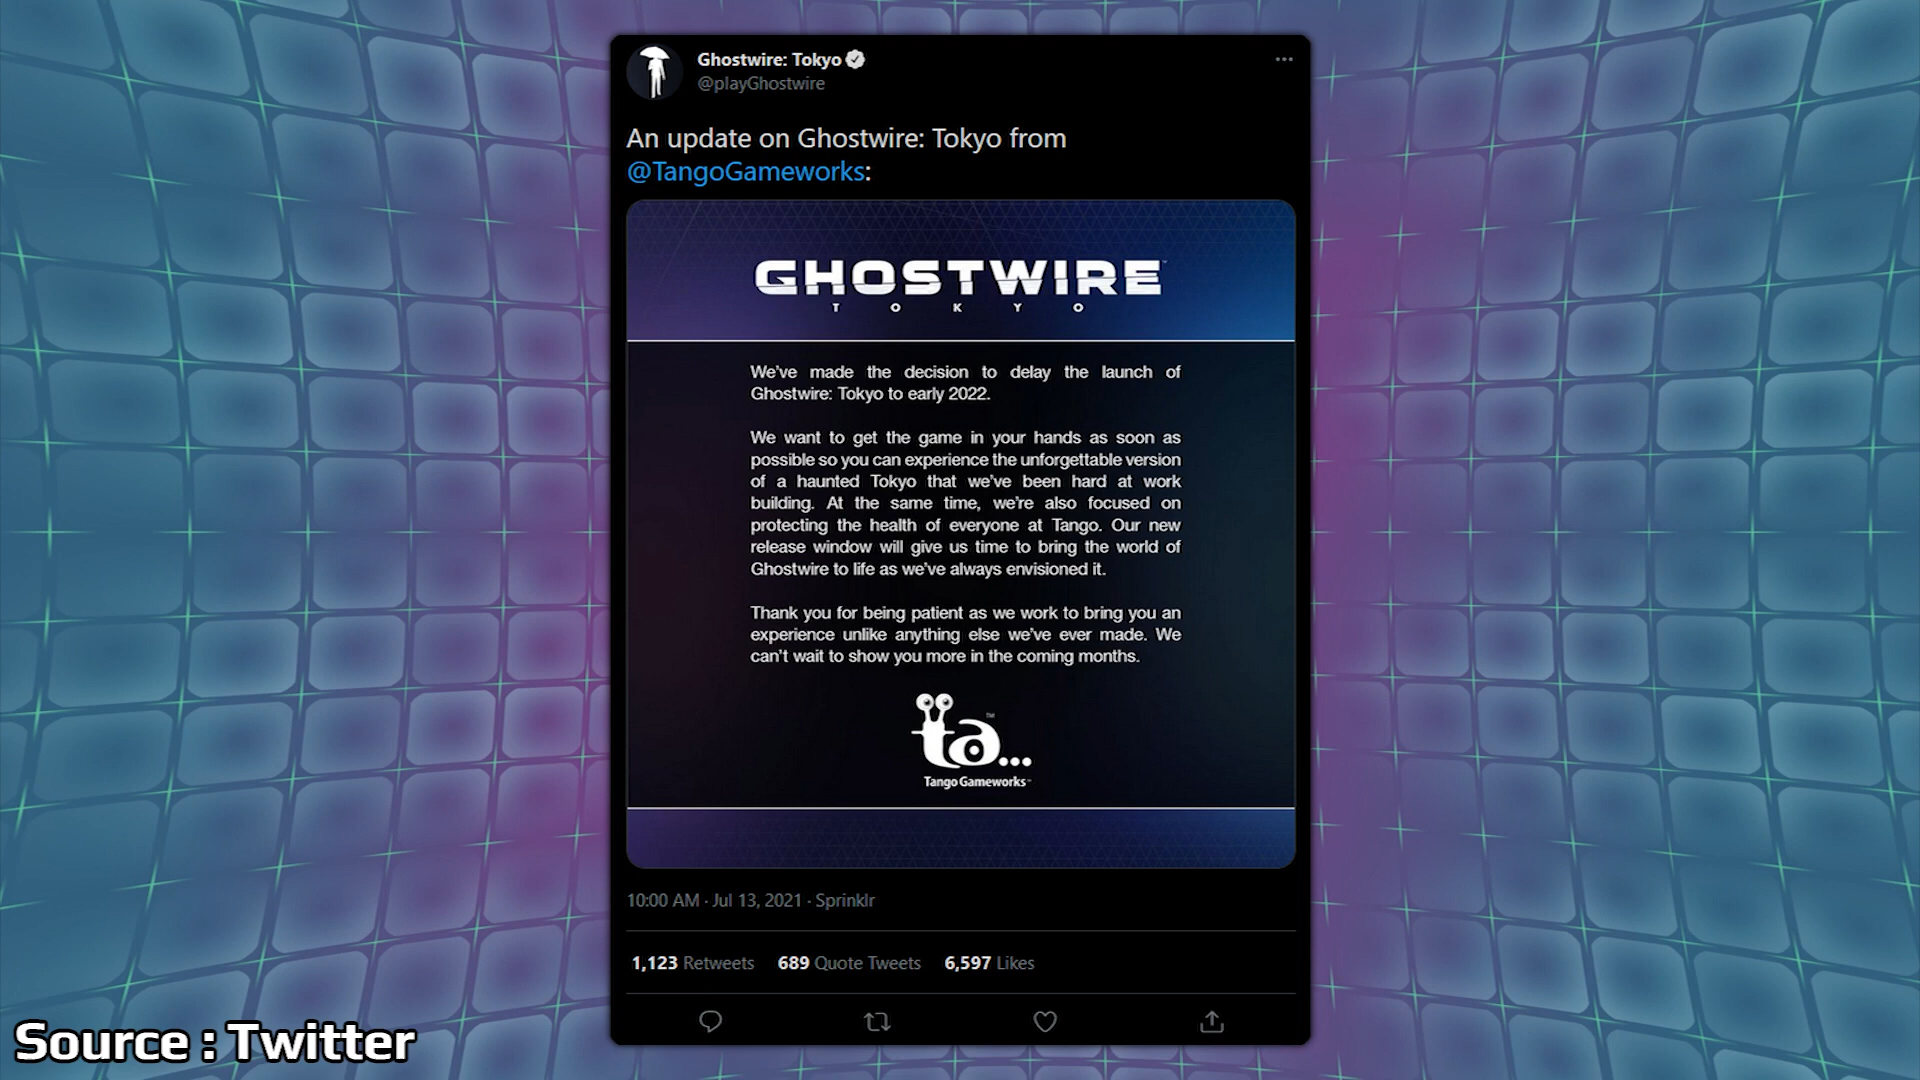 Ghostwire: Tokyo
@playGhostwire
An update on Ghostwire: Tokyo from
@TangoGameworks:
GHOSTWIRE™
TOKYO
We've made the decision to delay the launch of
Ghostwire: Tokyo to early 2022.
We want to get the game in your hands as soon as
possible so you can experience the unforgettable version
of a haunted Tokyo that we've been hard at work
building. At the same time, we're also focused on
protecting the health of everyone at Tango. Our new
release window will give us time to bring the world of
Ghostwire to life as we've always envisioned it.
Thank you for being patient as we work to bring you an
experience unlike anything else we've ever made. We
can't wait to show you more in the coming months.
ta...™
Tango Gameworks™
10:00 AM · Jul 13, 2021 · Sprinklr
1,123 Retweets 689 Quote Tweets 6,597 Likes
Source : Twitter